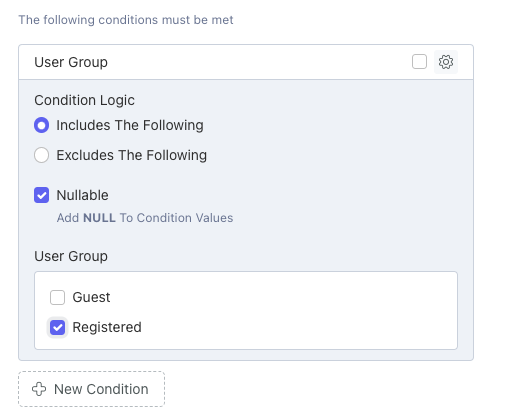 The following conditions must be met
User Group
Condition Logic
Includes The Following
Excludes The Following
Nullable
Add NULL To Condition Values
User Group
Guest
Registered
New Condition